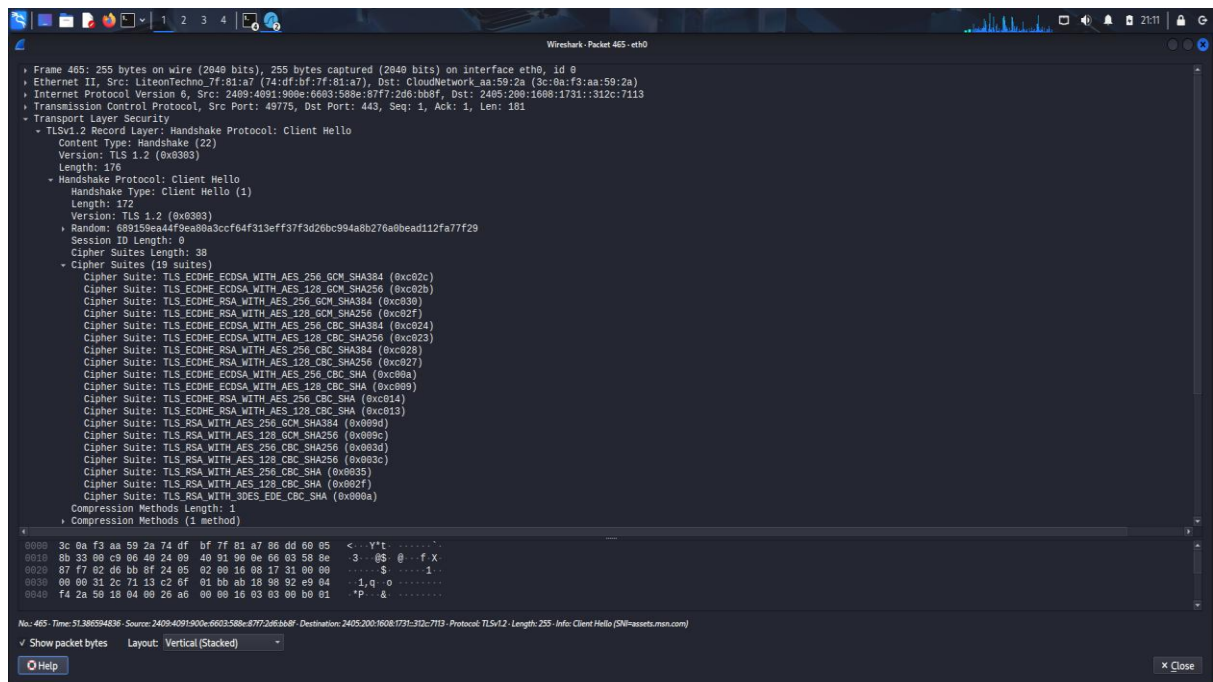 1 2 3 4
21:11
Wireshark · Packet 465 · eth0
Frame 465: 255 bytes on wire (2040 bits), 255 bytes captured (2040 bits) on interface eth0, id 0
Ethernet II, Src: LiteonTechno_7f:81:a7 (74:df:bf:7f:81:a7), Dst: CloudNetwork_aa:59:2a (3c:0a:f3:aa:59:2a)
Internet Protocol Version 6, Src: 2409:4091:900e:6603:588e:87f7:2d6:bb8f, Dst: 2405:200:1608:1731::312c:7113
Transmission Control Protocol, Src Port: 49775, Dst Port: 443, Seq: 1, Ack: 1, Len: 181
Transport Layer Security
TLSv1.2 Record Layer: Handshake Protocol: Client Hello
Content Type: Handshake (22)
Version: TLS 1.2 (0x0303)
Length: 176
Handshake Protocol: Client Hello
Handshake Type: Client Hello (1)
Length: 172
Version: TLS 1.2 (0x0303)
Random: 689159ea44f9ea80a3ccf64f313eff37f3d26bc994a8b276a0bead112fa77f29
Session ID Length: 0
Cipher Suites Length: 38
Cipher Suites (19 suites)
Cipher Suite: TLS_ECDHE_ECDSA_WITH_AES_256_GCM_SHA384 (0xc02c)
Cipher Suite: TLS_ECDHE_ECDSA_WITH_AES_128_GCM_SHA256 (0xc02b)
Cipher Suite: TLS_ECDHE_RSA_WITH_AES_256_GCM_SHA384 (0xc030)
Cipher Suite: TLS_ECDHE_RSA_WITH_AES_128_GCM_SHA256 (0xc02f)
Cipher Suite: TLS_ECDHE_ECDSA_WITH_AES_256_CBC_SHA384 (0xc024)
Cipher Suite: TLS_ECDHE_ECDSA_WITH_AES_128_CBC_SHA256 (0xc023)
Cipher Suite: TLS_ECDHE_RSA_WITH_AES_256_CBC_SHA384 (0xc028)
Cipher Suite: TLS_ECDHE_RSA_WITH_AES_128_CBC_SHA256 (0xc027)
Cipher Suite: TLS_ECDHE_ECDSA_WITH_AES_256_CBC_SHA (0xc00a)
Cipher Suite: TLS_ECDHE_ECDSA_WITH_AES_128_CBC_SHA (0xc009)
Cipher Suite: TLS_ECDHE_RSA_WITH_AES_256_CBC_SHA (0xc014)
Cipher Suite: TLS_ECDHE_RSA_WITH_AES_128_CBC_SHA (0xc013)
Cipher Suite: TLS_RSA_WITH_AES_256_GCM_SHA384 (0x009d)
Cipher Suite: TLS_RSA_WITH_AES_128_GCM_SHA256 (0x009c)
Cipher Suite: TLS_RSA_WITH_AES_256_CBC_SHA256 (0x003d)
Cipher Suite: TLS_RSA_WITH_AES_128_CBC_SHA256 (0x003c)
Cipher Suite: TLS_RSA_WITH_AES_256_CBC_SHA (0x0035)
Cipher Suite: TLS_RSA_WITH_AES_128_CBC_SHA (0x002f)
Cipher Suite: TLS_RSA_WITH_3DES_EDE_CBC_SHA (0x000a)
Compression Methods Length: 1
Compression Methods (1 method)
0000 3c 0a f3 aa 59 2a 74 df bf 7f 81 a7 86 dd 60 05 <···Y*t· ······`·
0010 8b 33 00 c9 06 40 24 09 40 91 90 0e 66 03 58 8e ·3···@$· @···f·X·
0020 87 f7 02 d6 bb 8f 24 05 02 00 16 08 17 31 00 00 ······$· ·····1··
0030 00 00 31 2c 71 13 c2 6f 01 bb ab 18 98 92 e9 04 ··1,q··o ········
0040 f4 2a 50 18 04 00 26 a6 00 00 16 03 03 00 b0 01 ·*P···&· ········
No.: 465 · Time: 51.386594836 · Source: 2409:4091:900e:6603:588e:87f7:2d6:bb8f · Destination: 2405:200:1608:1731::312c:7113 · Protocol: TLSv1.2 · Length: 255 · Info: Client Hello (SNI=assets.msn.com)
Show packet bytes Layout: Vertical (Stacked)
Help
Close